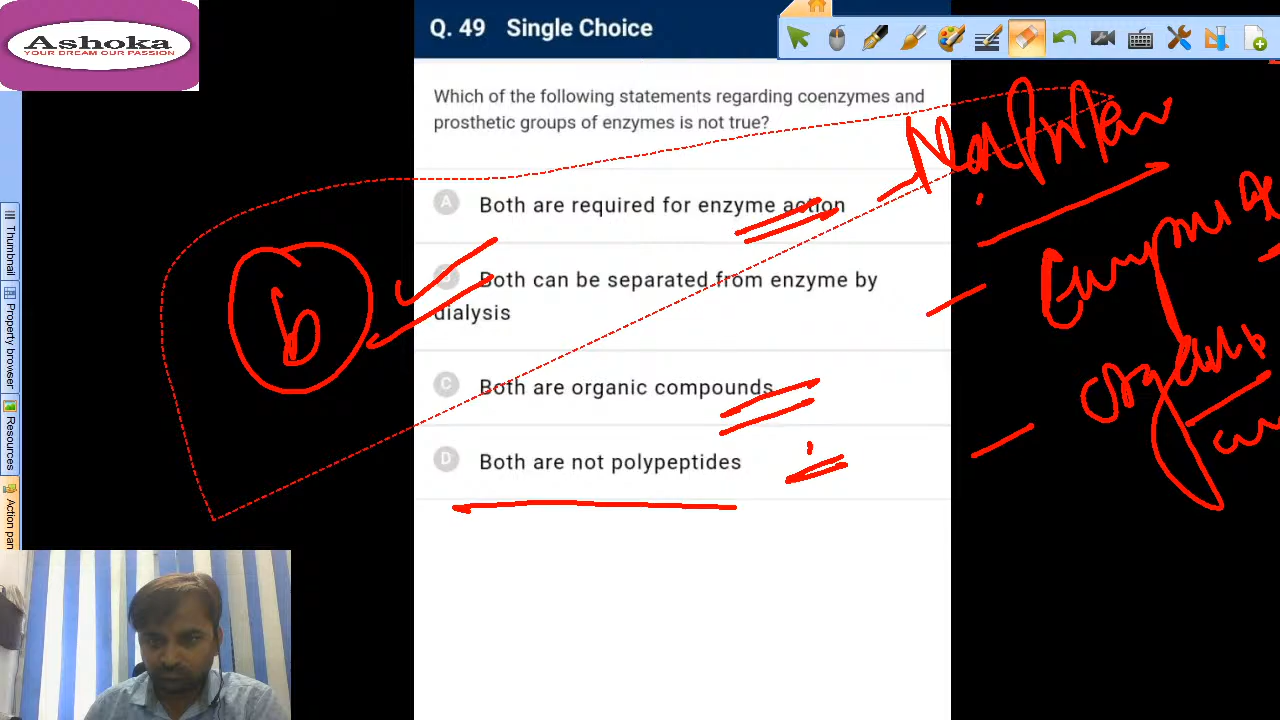 Ashoka
YOUR DREAM OUR PASSION
Q. 49 Single Choice
Which of the following statements regarding coenzymes and
prosthetic groups of enzymes is not true?
A Both are required for enzyme action
Both can be separated from enzyme by
dialysis
C Both are organic compounds
D Both are not polypeptides
b
Thumbnail
Property browser
Resources
Action pan